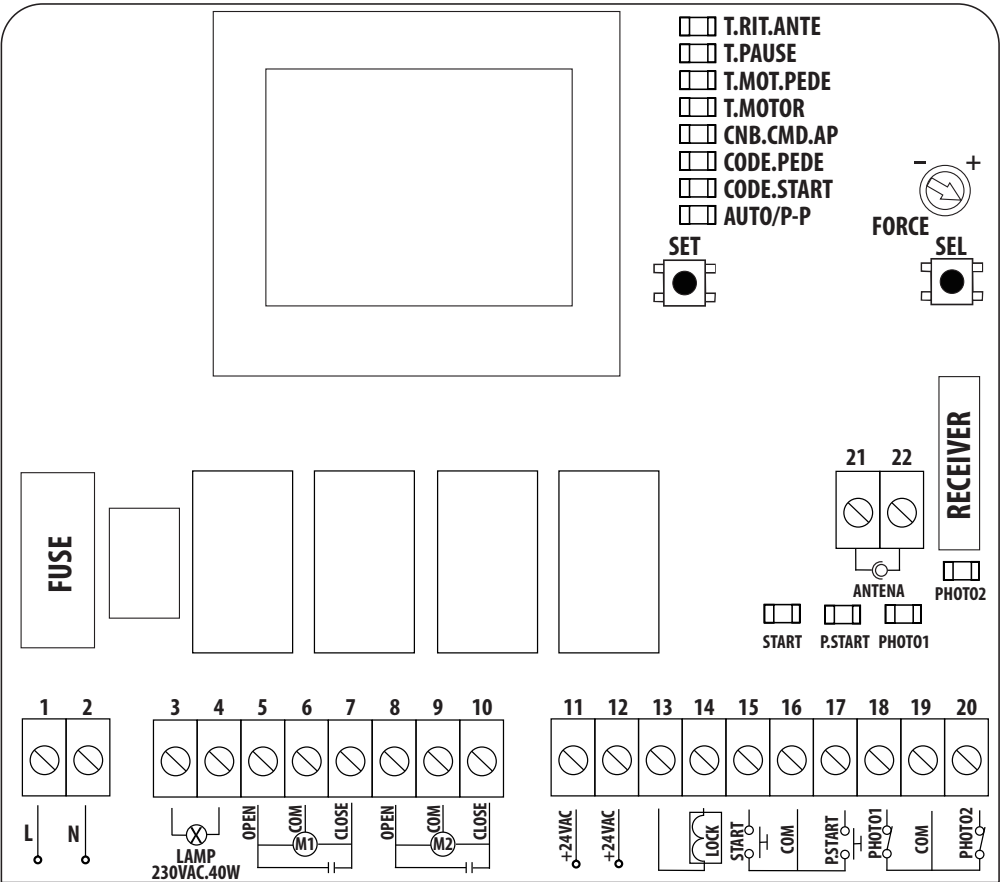 T.RIT.ANTE
T.PAUSE
T.MOT.PEDE
T.MOTOR
CNB.CMD.AP
CODE.PEDE
CODE.START
AUTO/P-P
- +
FORCE
SET
SEL
RECEIVER
21 22
FUSE
ANTENA
PHOTO2
START P.START PHOTO1
1 2 3 4 5 6 7 8 9 10 11 12 13 14 15 16 17 18 19 20
L N
LAMP
230VAC.40W
OPEN COM CLOSE
M1
OPEN COM CLOSE
M2
+24VAC +24VAC LOCK START COM P.START PHOTO1 COM PHOTO2